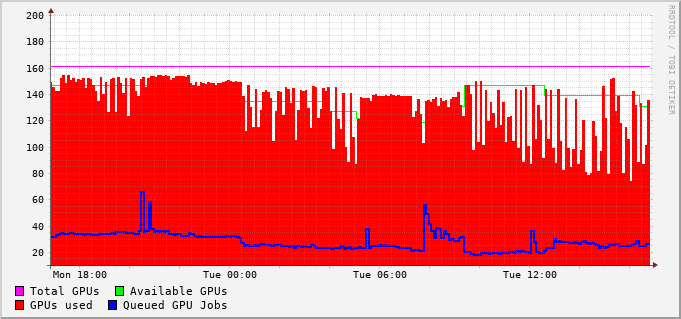 200
180
160
140
120
100
80
60
40
20
Mon 18:00 Tue 00:00 Tue 06:00 Tue 12:00
Total GPUs Available GPUs
GPUs used Queued GPU Jobs
RRDTOOL / TOBI OETIKER